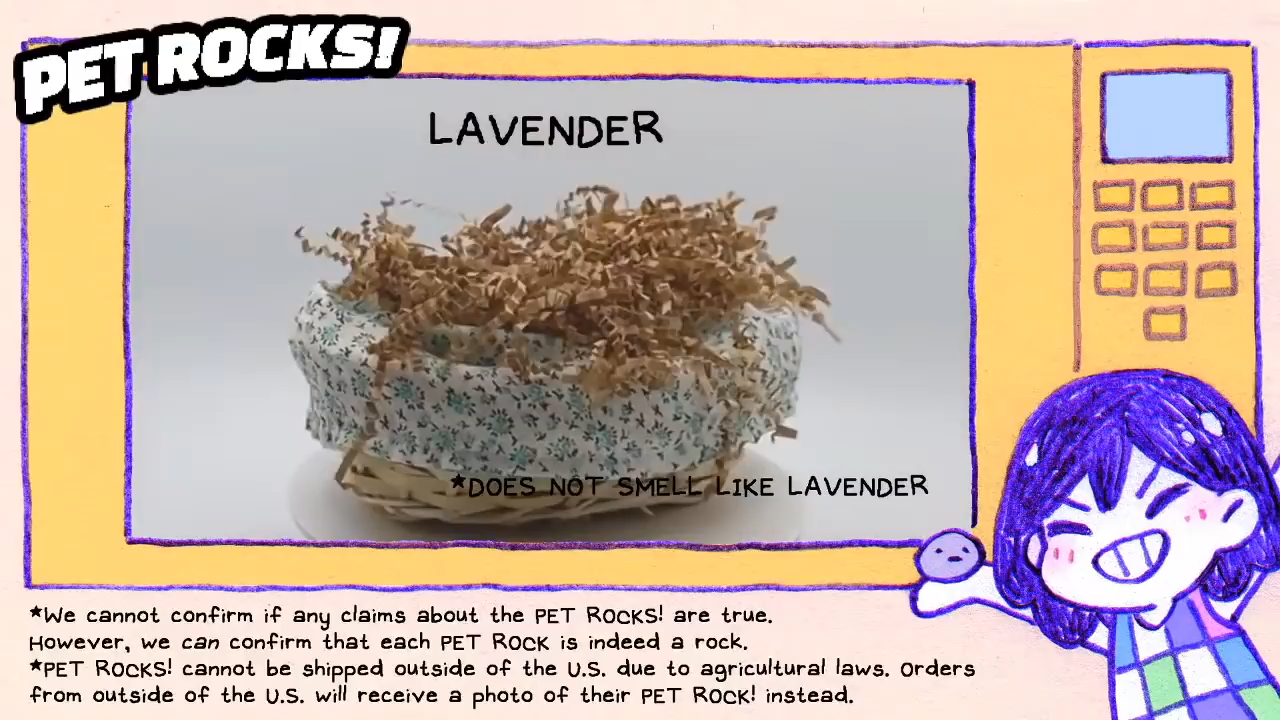 PET ROCKS!
LAVENDER
*DOES NOT SMELL LIKE LAVENDER
*We cannot confirm if any claims about the PET ROCKS! are true.
However, we can confirm that each PET ROCK is indeed a rock.
*PET ROCKS! cannot be shipped outside of the U.S. due to agricultural laws. Orders
from outside of the U.S. will receive a photo of their PET ROCK! instead.